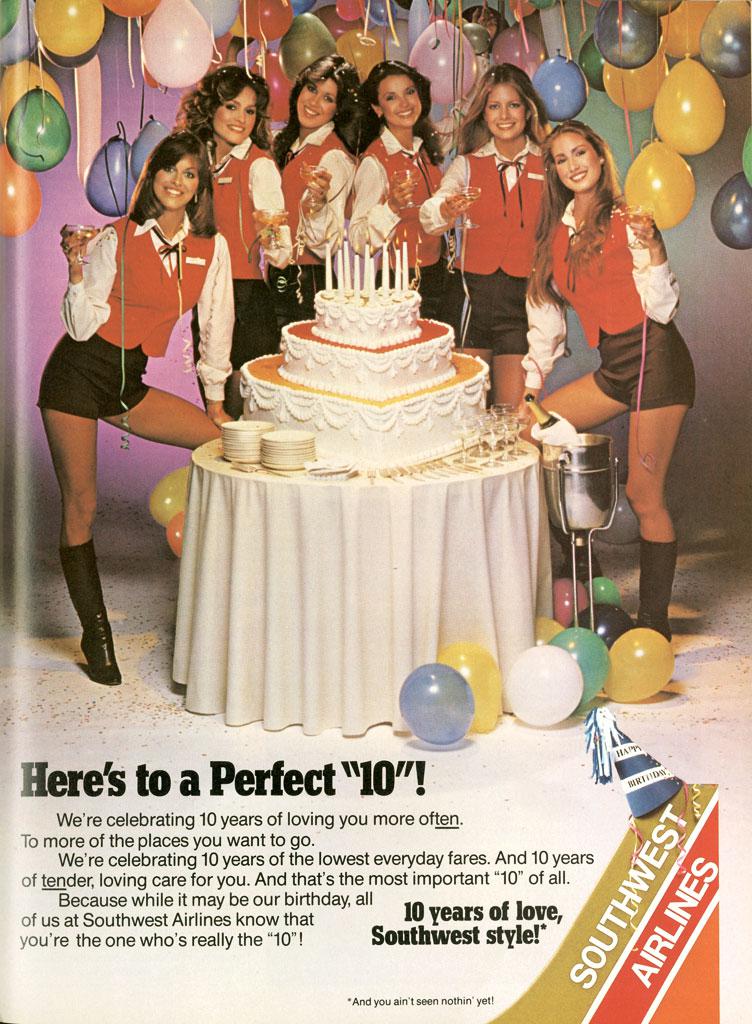 Here's to a Perfect "10"!
We're celebrating 10 years of loving you more often.
To more of the places you want to go.
We're celebrating 10 years of the lowest everyday fares. And 10 years
of tender, loving care for you. And that's the most important "10" of all.
Because while it may be our birthday, all
of us at Southwest Airlines know that
you're the one who's really the "10"!
10 years of love,
Southwest style!*
*And you ain't seen nothin' yet!
HAPPY
BIRTHDAY
SOUTHWEST
AIRLINES